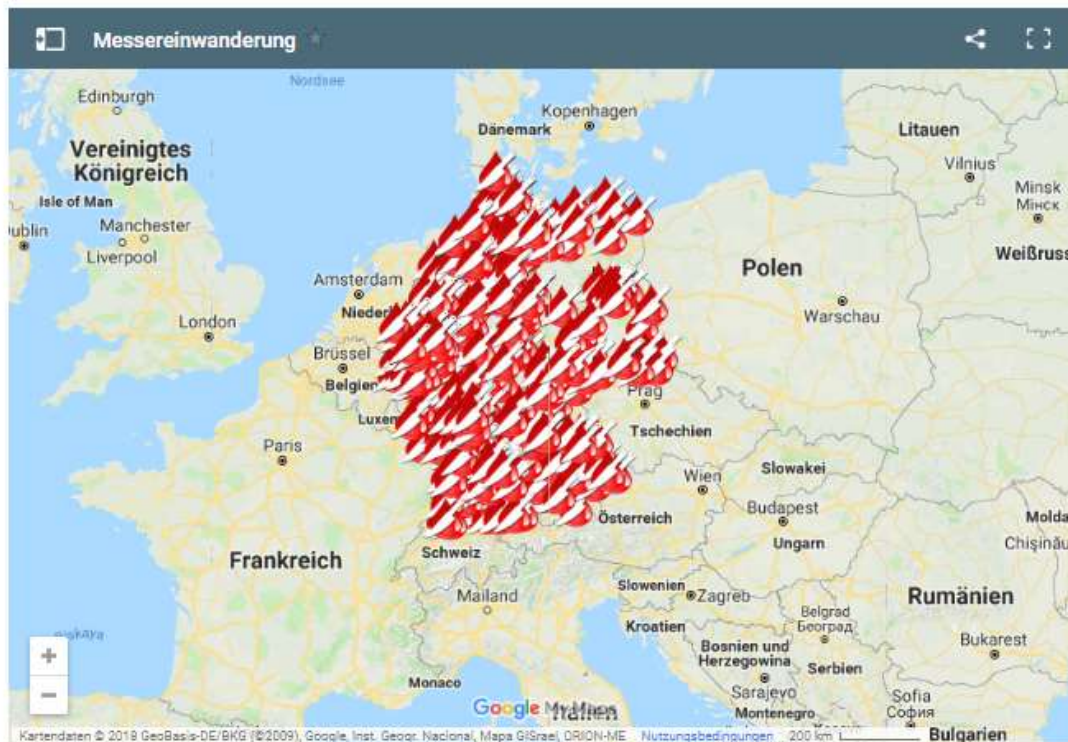 Messereinwanderung
Nordsee
Edinburgh
Kopenhagen
Dänemark
Litauen
Vereinigtes
Königreich
Vilnius
Isle of Man
Minsk
Мінск
Manchester
Liverpool
Weißruss
Amsterdam
Polen
Warschau
London
Brüssel
Belgien
Prag
Luxem
Tschechien
Paris
Slowakei
Wien
Budapest
Österreich
Molda
Ungarn
Chișinău
Frankreich
Schweiz
Slowenien
Zagreb
Mailand
Rumänien
Kroatien
Belgrad
Београд
Bukarest
Bosnien und
Herzegowina
Serbien
Monaco
Sarajevo
Sofia
София
Montenegro
Google My Maps
Italien
Bulgarien
Kartendaten © 2019 GeoBasis-DE/BKG (©2009), Google, Inst. Geogr. Nacional, Mapa GISrael, ORION-ME
Nutzungsbedingungen
200 km